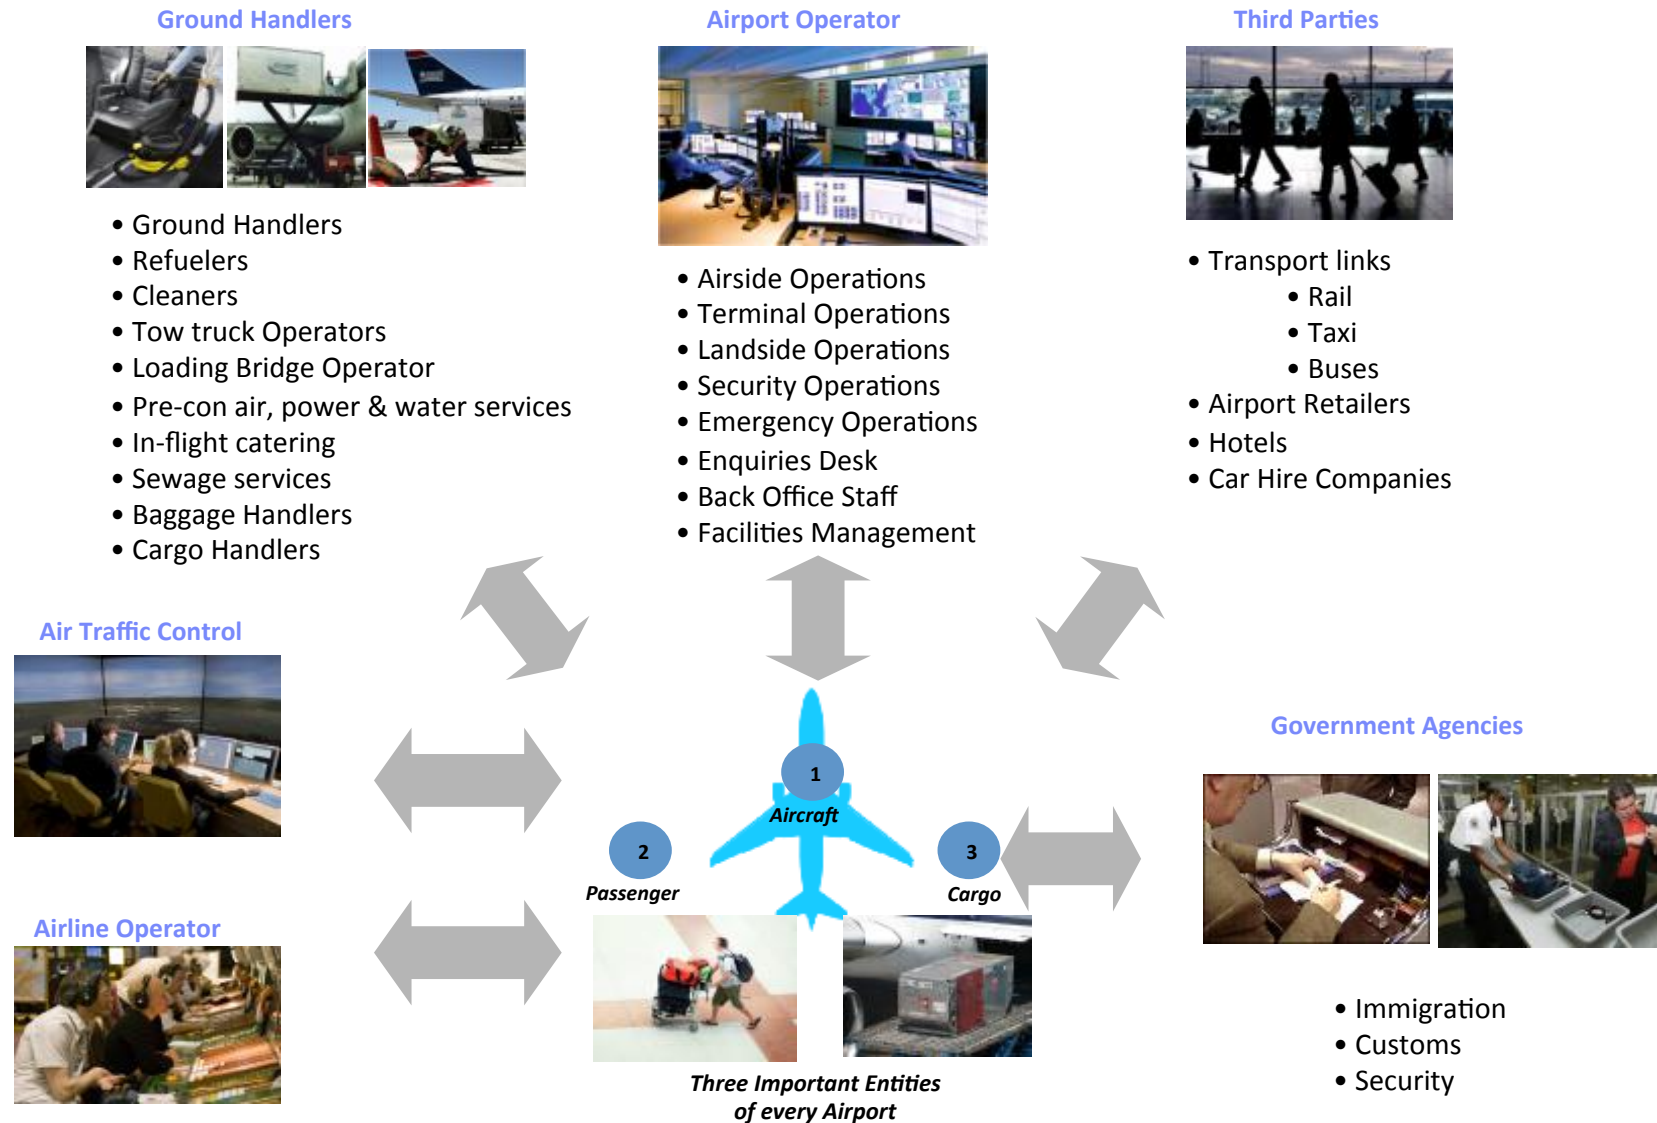 Ground Handlers
• Ground Handlers
• Refuelers
• Cleaners
• Tow truck Operators
• Loading Bridge Operator
• Pre-con air, power & water services
• In-flight catering
• Sewage services
• Baggage Handlers
• Cargo Handlers
Airport Operator
• Airside Operations
• Terminal Operations
• Landside Operations
• Security Operations
• Emergency Operations
• Enquiries Desk
• Back Office Staff
• Facilities Management
Third Parties
• Transport links
• Rail
• Taxi
• Buses
• Airport Retailers
• Hotels
• Car Hire Companies
Air Traffic Control
Airline Operator
1
Aircraft
2
Passenger
3
Cargo
Three Important Entities
of every Airport
Government Agencies
• Immigration
• Customs
• Security